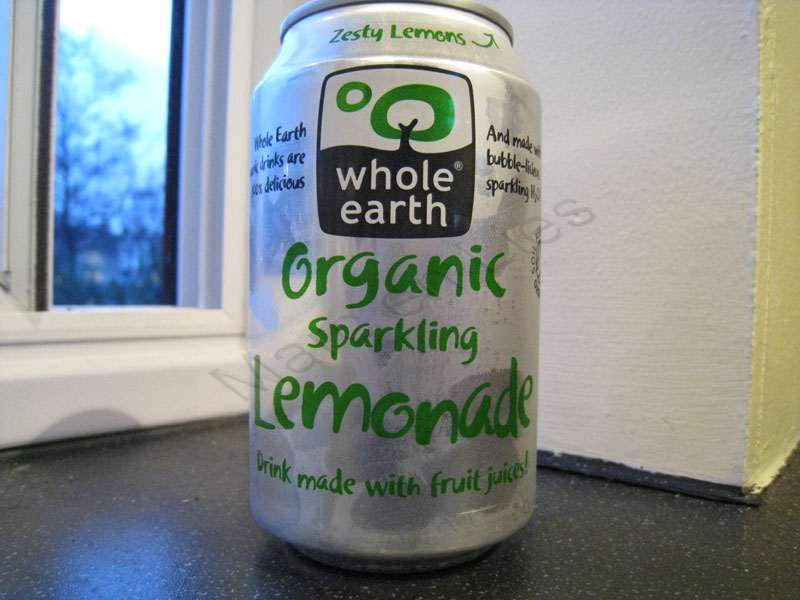 Zesty Lemons
whole®
earth
Whole Earth
drinks are
delicious
And made
bubble-licious
sparkling
Organic
Sparkling
Lemonade
Drink made with fruit juices!